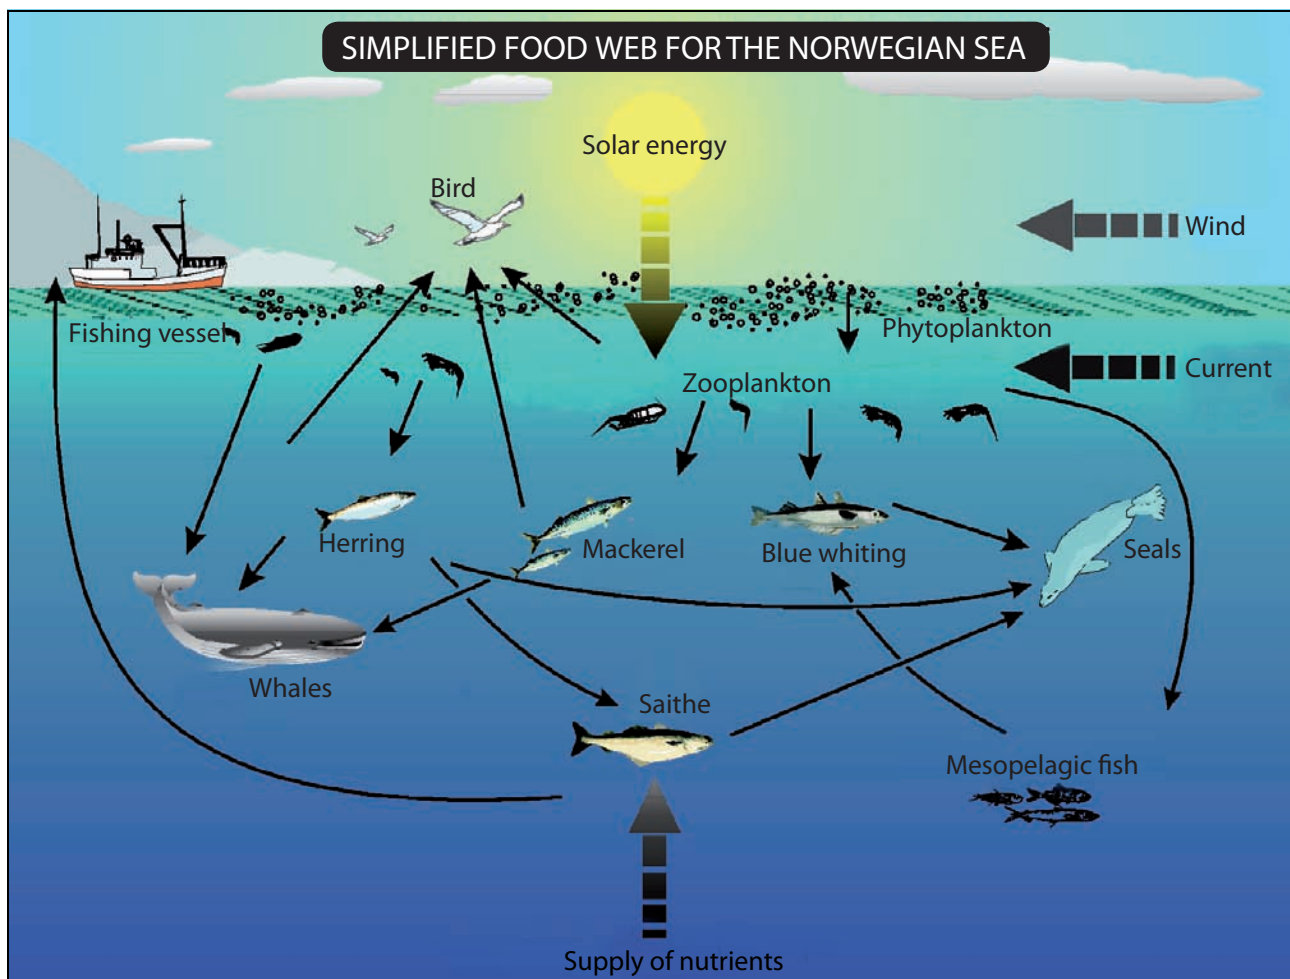 SIMPLIFIED FOOD WEB FOR THE NORWEGIAN SEA
Solar energy
Bird
Wind
Fishing vessel
Phytoplankton
Current
Zooplankton
Herring
Mackerel
Blue whiting
Seals
Whales
Saithe
Mesopelagic fish
Supply of nutrients